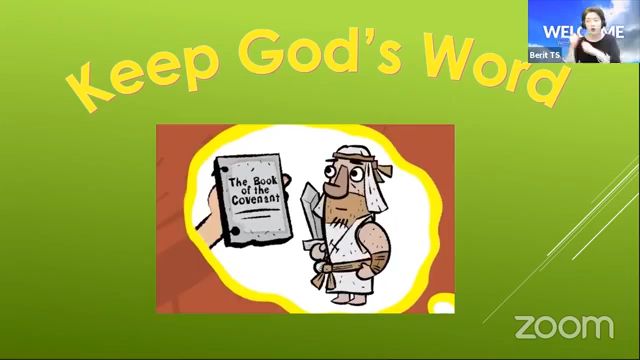 Keep God's Word
WELCOME
Berit TS
The Book
of the
Covenant
zoom